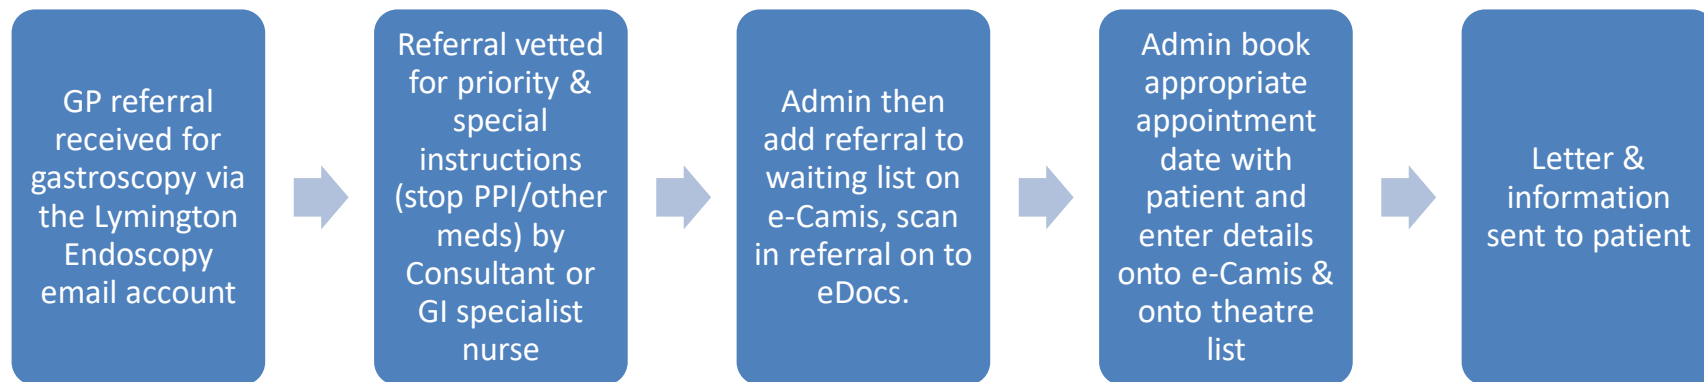 GP referral
received for
gastroscopy via
the Lymington
Endoscopy
email account
Referral vetted
for priority &
special
instructions
(stop PPI/other
meds) by
Consultant or
GI specialist
nurse
Admin then
add referral to
waiting list on
e-Camis, scan
in referral on to
eDocs.
Admin book
appropriate
appointment
date with
patient and
enter details
onto e-Camis &
onto theatre
list
Letter &
information
sent to patient